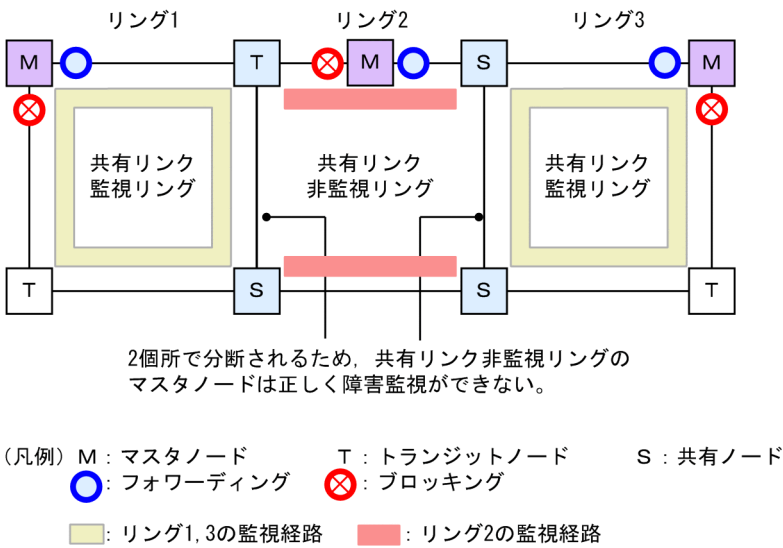 リング1 リング2 リング3
M T M S M
共有リンク 共有リンク 共有リンク
監視リング 非監視リング 監視リング
T S S T
2個所で分断されるため，共有リンク非監視リングの
マスタノードは正しく障害監視ができない。
(凡例) M：マスタノード T：トランジットノード S：共有ノード
：フォワーディング ：ブロッキング
：リング1,3の監視経路 ：リング2の監視経路